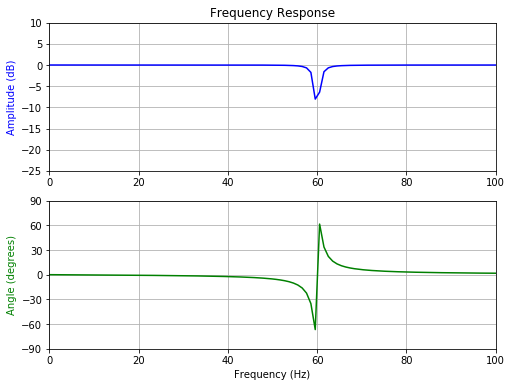 Frequency Response
10
5
0
−5
−10
−15
−20
−25
Amplitude (dB)
0 20 40 60 80 100
90
60
30
0
−30
−60
−90
Angle (degrees)
0 20 40 60 80 100
Frequency (Hz)